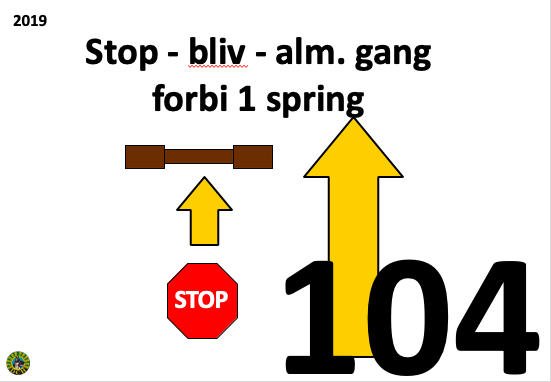 2019
Stop - bliv - alm. gang
forbi 1 spring
STOP
104